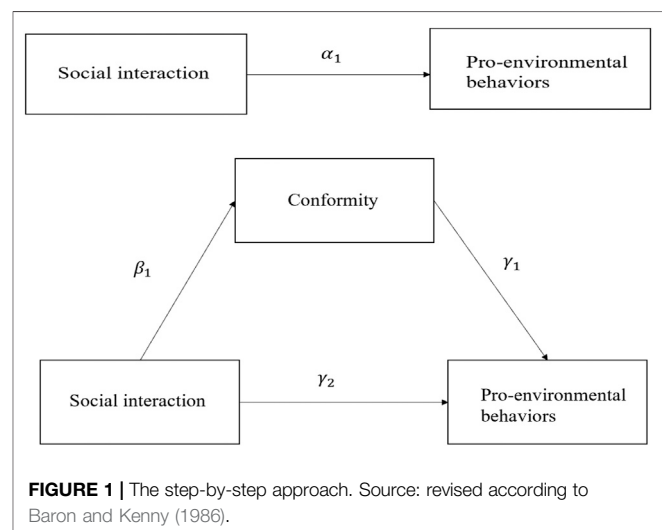 Social interaction
α₁
Pro-environmental
behaviors
Conformity
β₁
γ₁
Social interaction
γ₂
Pro-environmental
behaviors
FIGURE 1 | The step-by-step approach. Source: revised according to
Baron and Kenny (1986).